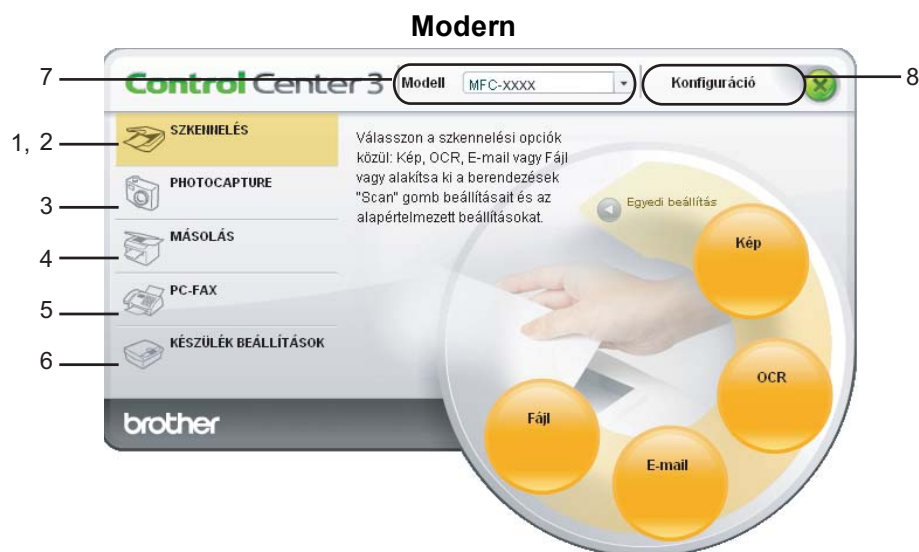 Modern
7
Control Center 3
Modell
MFC-XXXX
Konfiguráció
8
1, 2
SZKENNELÉS
3
PHOTOCAPTURE
4
MÁSOLÁS
5
PC-FAX
6
KÉSZÜLÉK BEÁLLÍTÁSOK
Válasszon a szkennelési opciók
közül: Kép, OCR, E-mail vagy Fájl
vagy alakítsa ki a berendezések
"Scan" gomb beállításait és az
alapértelmezett beállításokat.
Egyedi beállítás
Kép
OCR
E-mail
Fájl
brother